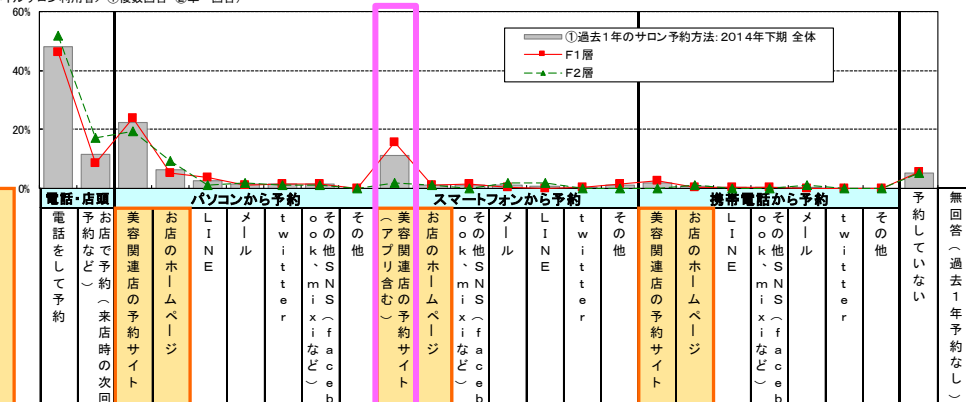 60%
40%
20%
0%
①過去1年のサロン予約方法:2014年下期 全体
F1層
F2層
電話・店頭
パソコンから予約
スマートフォンから予約
携帯電話から予約
電話をして予約
お店で予約(来店時の次回
予約など)
美容関連店の予約サイト
お店のホームページ
LINE
メール
twitter
その他SNS(faceb
ook、mixiなど)
その他
美容関連店の予約サイト
(アプリ含む)
お店のホームページ
その他SNS(faceb
ook、mixiなど)
メール
LINE
twitter
その他
美容関連店の予約サイト
お店のホームページ
LINE
その他SNS(faceb
ook、mixiなど)
メール
twitter
その他
予約していない
無回答(過去1年予約なし)